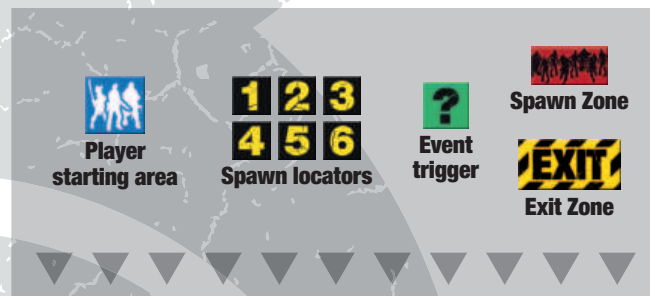 1 2 3
4 5 6
?
EXIT
Player
starting area
Spawn locators
Event
trigger
Spawn Zone
Exit Zone